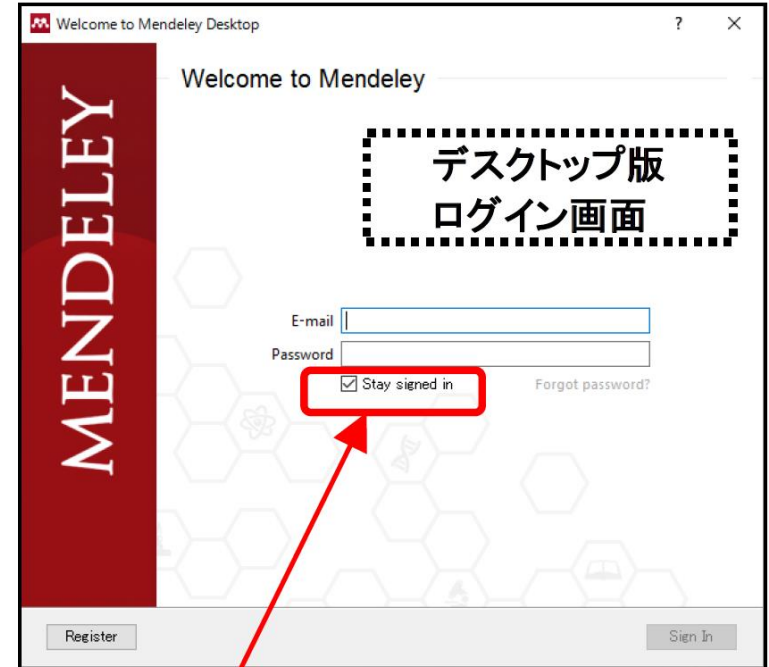 Welcome to Mendeley Desktop
?
Welcome to Mendeley
MENDELEY
デスクトップ版
ログイン画面
E-mail
Password
Stay signed in
Forgot password?
Register
Sign In